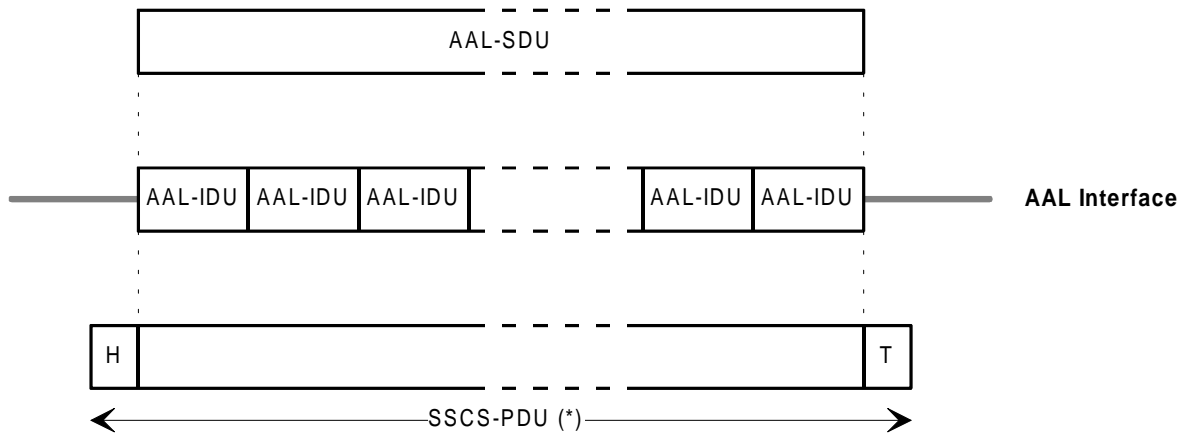 AAL-SDU
AAL-IDU AAL-IDU AAL-IDU AAL-IDU AAL-IDU AAL Interface
H T
SSCS-PDU (*)